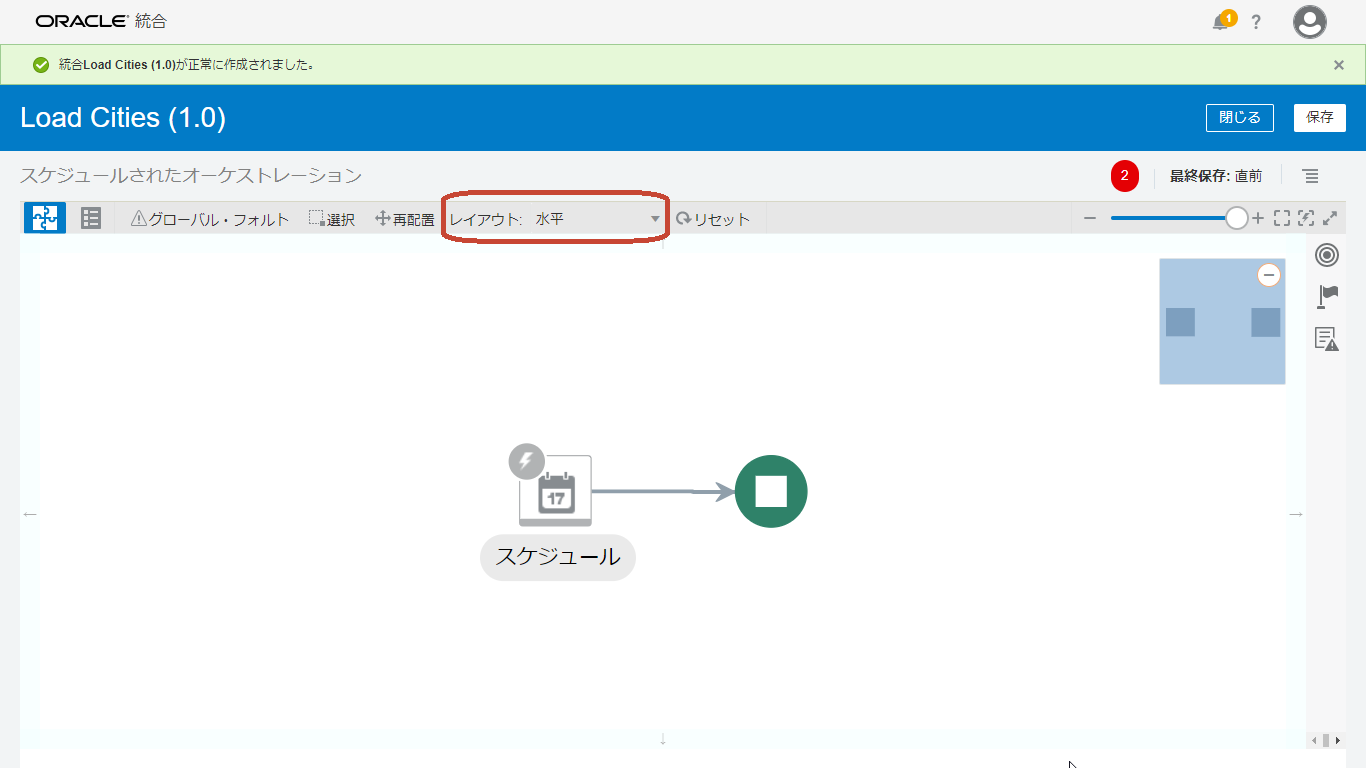 ORACLE 統合
1
?
統合Load Cities (1.0)が正常に作成されました。
Load Cities (1.0)
閉じる
保存
スケジュールされたオーケストレーション
2
最終保存: 直前
グローバル・フォルト
選択
再配置
レイアウト: 水平
リセット
17
スケジュール